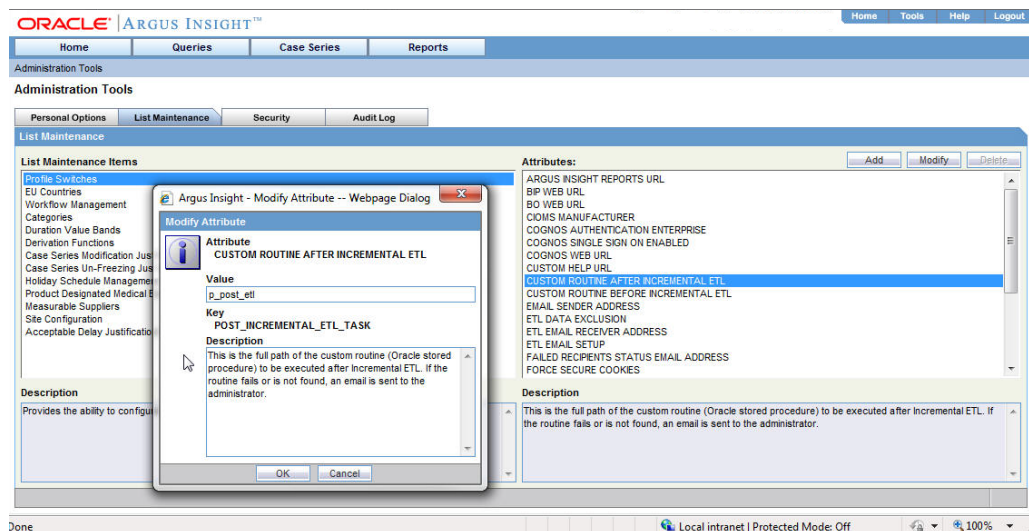 ORACLE® ARGUS INSIGHT™
Home Tools Help Logout
Home Queries Case Series Reports
Administration Tools
Administration Tools
Personal Options List Maintenance Security Audit Log
List Maintenance
List Maintenance Items
Profile Switches
EU Countries
Workflow Management
Categories
Duration Value Bands
Derivation Functions
Case Series Modification Jus
Case Series Un-Freezing Jus
Holiday Schedule Manageme
Product Designated Medical E
Measurable Suppliers
Site Configuration
Acceptable Delay Justificatio
Description
Provides the ability to configu
Argus Insight - Modify Attribute -- Webpage Dialog
Modify Attribute
Attribute
CUSTOM ROUTINE AFTER INCREMENTAL ETL
Value
p_post_etl
Key
POST_INCREMENTAL_ETL_TASK
Description
This is the full path of the custom routine (Oracle stored
procedure) to be executed after Incremental ETL. If the
routine fails or is not found, an email is sent to the
administrator.
OK Cancel
Attributes:
Add Modify Delete
ARGUS INSIGHT REPORTS URL
BIP WEB URL
BO WEB URL
CIOMS MANUFACTURER
COGNOS AUTHENTICATION ENTERPRISE
COGNOS SINGLE SIGN ON ENABLED
COGNOS WEB URL
CUSTOM HELP URL
CUSTOM ROUTINE AFTER INCREMENTAL ETL
CUSTOM ROUTINE BEFORE INCREMENTAL ETL
EMAIL SENDER ADDRESS
ETL DATA EXCLUSION
ETL EMAIL RECEIVER ADDRESS
ETL EMAIL SETUP
FAILED RECIPIENTS STATUS EMAIL ADDRESS
FORCE SECURE COOKIES
Description
This is the full path of the custom routine (Oracle stored procedure) to be executed after Incremental ETL. If
the routine fails or is not found, an email is sent to the administrator.
Done
Local intranet | Protected Mode: Off
100%